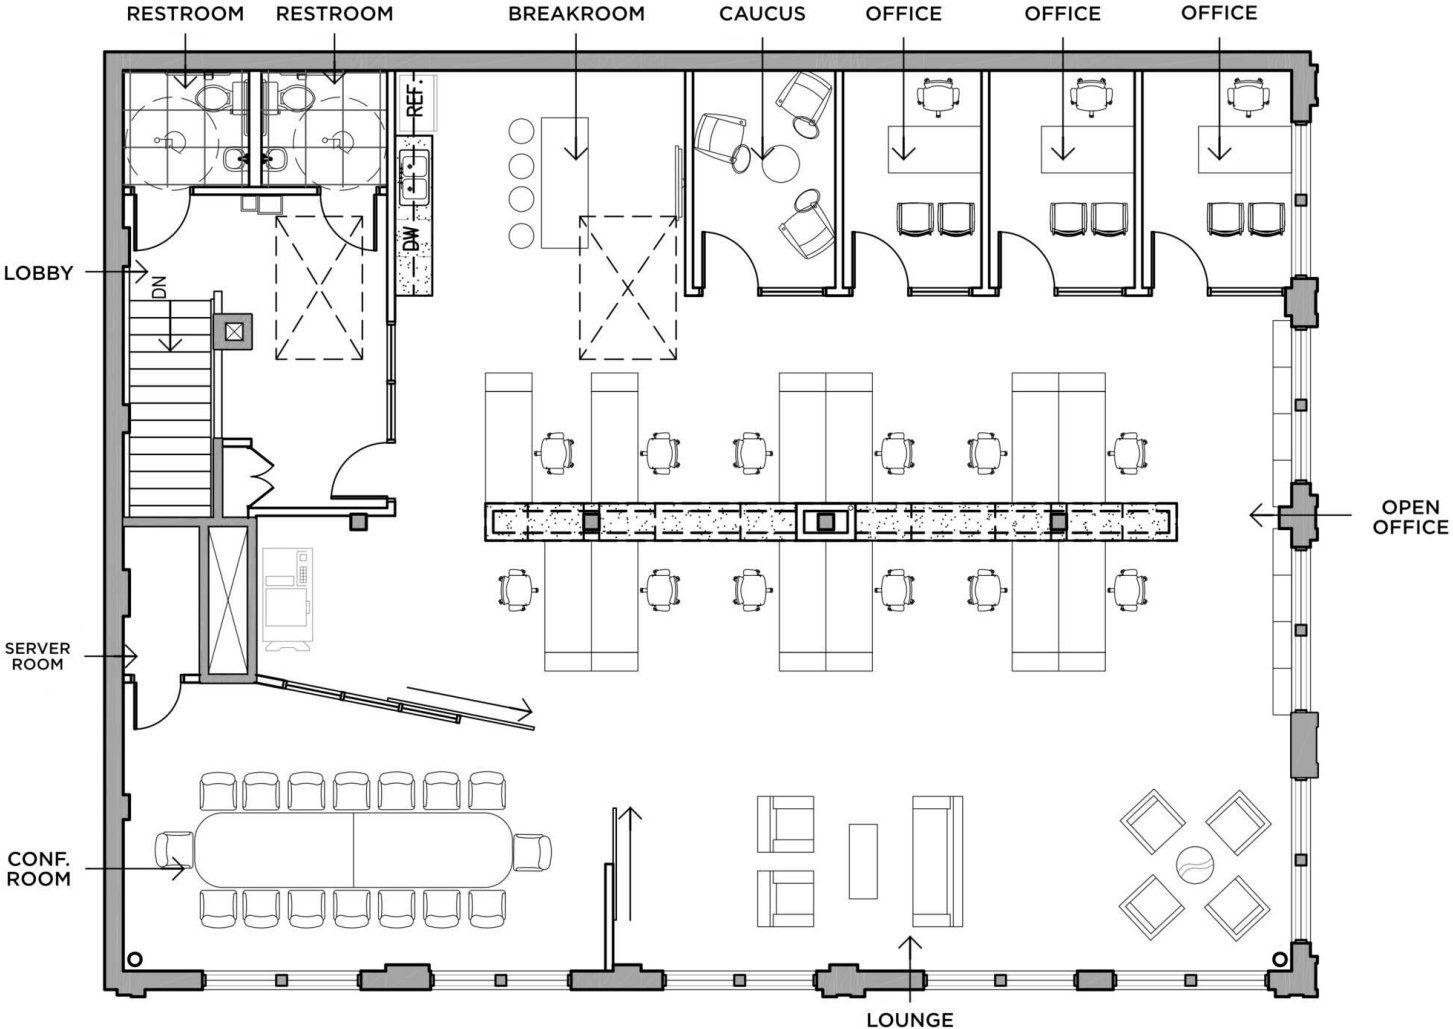 RESTROOM
RESTROOM
BREAKROOM
CAUCUS
OFFICE
OFFICE
OFFICE
REF.
DW
LOBBY
DN
OPEN
OFFICE
SERVER
ROOM
CONF.
ROOM
LOUNGE